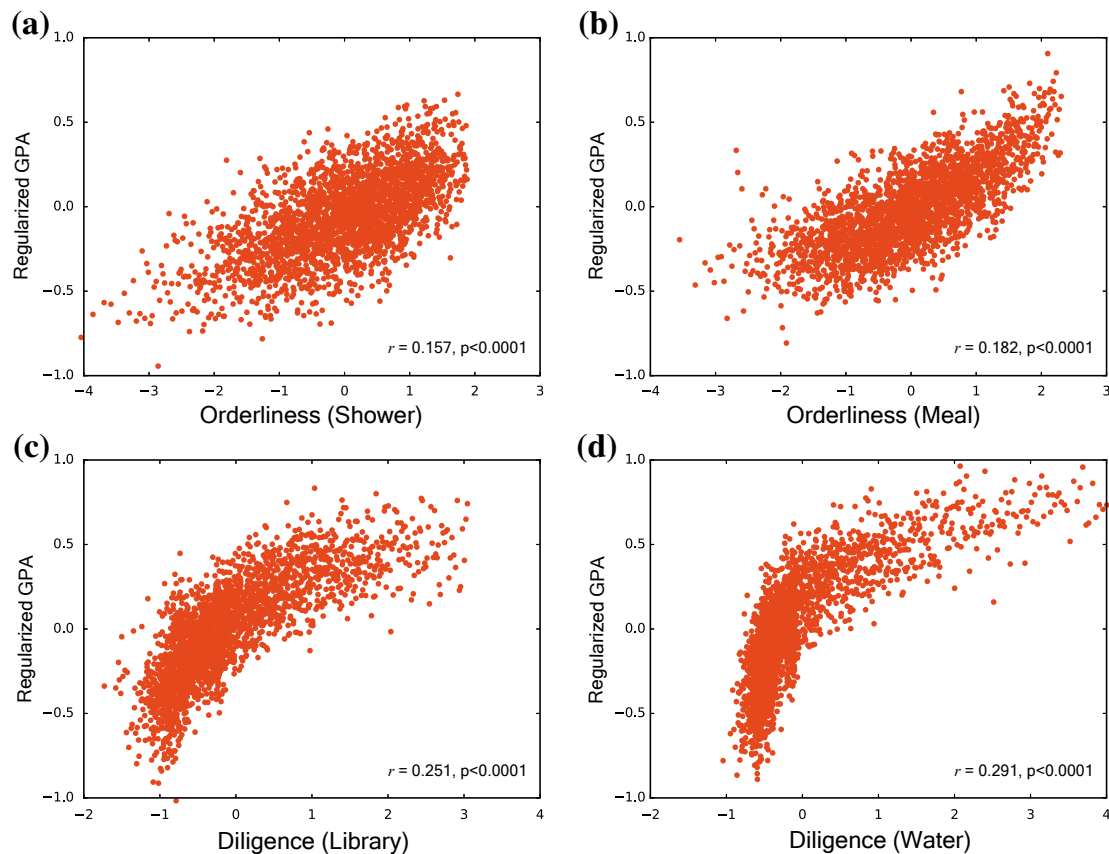 (a)
1.0
0.5
0.0
−0.5
−1.0
Regularized GPA
−4 −3 −2 −1 0 1 2 3
Orderliness (Shower)
r = 0.157, p<0.0001
(b)
1.0
0.5
0.0
−0.5
−1.0
Regularized GPA
−4 −3 −2 −1 0 1 2 3
Orderliness (Meal)
r = 0.182, p<0.0001
(c)
1.0
0.5
0.0
−0.5
−1.0
Regularized GPA
−2 −1 0 1 2 3 4
Diligence (Library)
r = 0.251, p<0.0001
(d)
1.0
0.5
0.0
−0.5
−1.0
Regularized GPA
−2 −1 0 1 2 3 4
Diligence (Water)
r = 0.291, p<0.0001